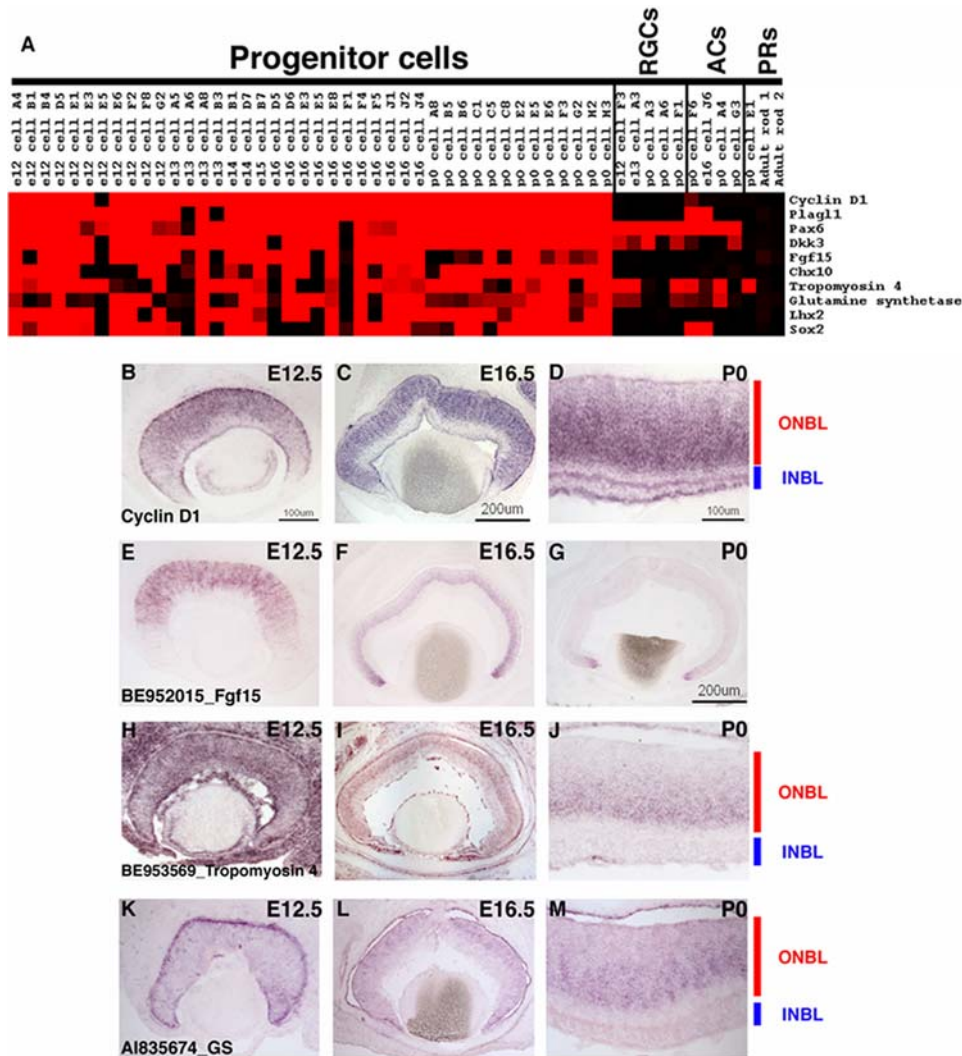 A
Progenitor cells
RGCs
ACs
PRs
e12 cell A4
e12 cell B1
e12 cell B4
e12 cell D5
e12 cell E1
e12 cell E3
e12 cell E5
e12 cell E6
e12 cell F2
e12 cell F8
e12 cell G2
e13 cell A5
e13 cell A6
e13 cell A8
e13 cell B3
e14 cell B1
e14 cell D7
e15 cell B7
e16 cell D5
e16 cell D6
e16 cell E3
e16 cell E5
e16 cell E8
e16 cell F1
e16 cell F4
e16 cell F5
e16 cell J1
e16 cell J2
e16 cell J4
p0 cell A8
p0 cell B5
p0 cell B6
p0 cell C1
p0 cell C5
p0 cell C8
p0 cell E2
p0 cell E5
p0 cell E6
p0 cell F3
p0 cell G2
p0 cell H2
p0 cell H3
e12 cell F3
e13 cell A3
p0 cell A3
p0 cell A6
p0 cell F1
p0 cell F6
e16 cell J6
p0 cell A4
p0 cell G3
p0 cell E1
Adult rod 1
Adult rod 2
Cyclin D1
Plagl1
Pax6
Dkk3
Fgf15
Chx10
Tropomyosin 4
Glutamine synthetase
Lhx2
Sox2
B E12.5
Cyclin D1
100um
C E16.5
200um
D P0
100um
ONBL
INBL
E E12.5
BE952015_Fgf15
F E16.5
G P0
200um
H E12.5
BE953569_Tropomyosin 4
I E16.5
J P0
ONBL
INBL
K E12.5
AI835674_GS
L E16.5
M P0
ONBL
INBL